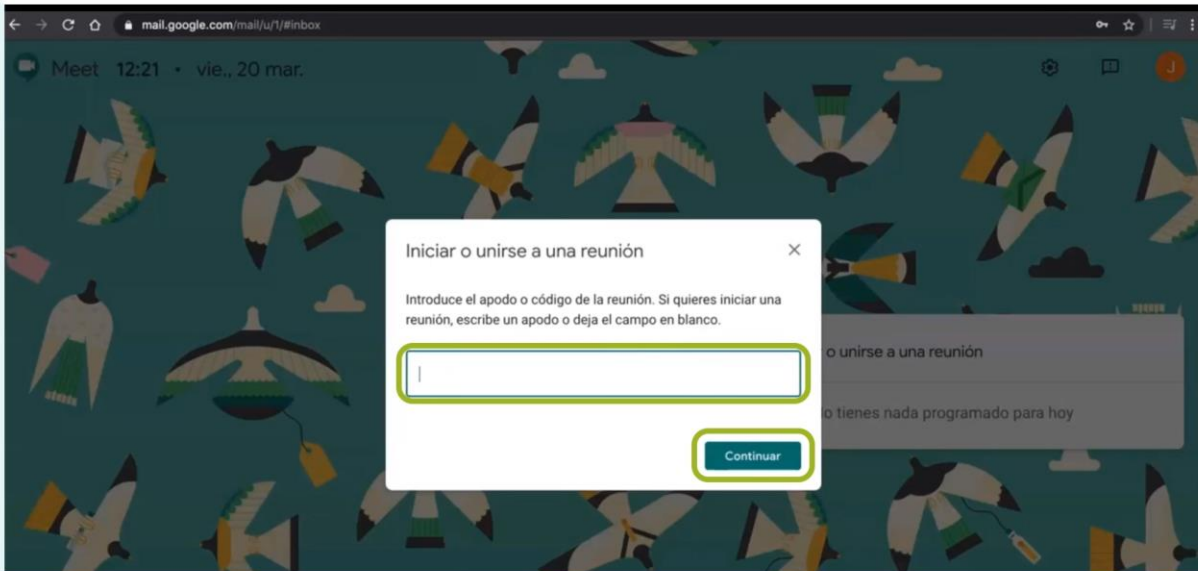 mail.google.com/mail/u/1/#inbox
Meet 12:21 · vie., 20 mar.
J
Iniciar o unirse a una reunión
Introduce el apodo o código de la reunión. Si quieres iniciar una
reunión, escribe un apodo o deja el campo en blanco.
o unirse a una reunión
o tienes nada programado para hoy
Continuar